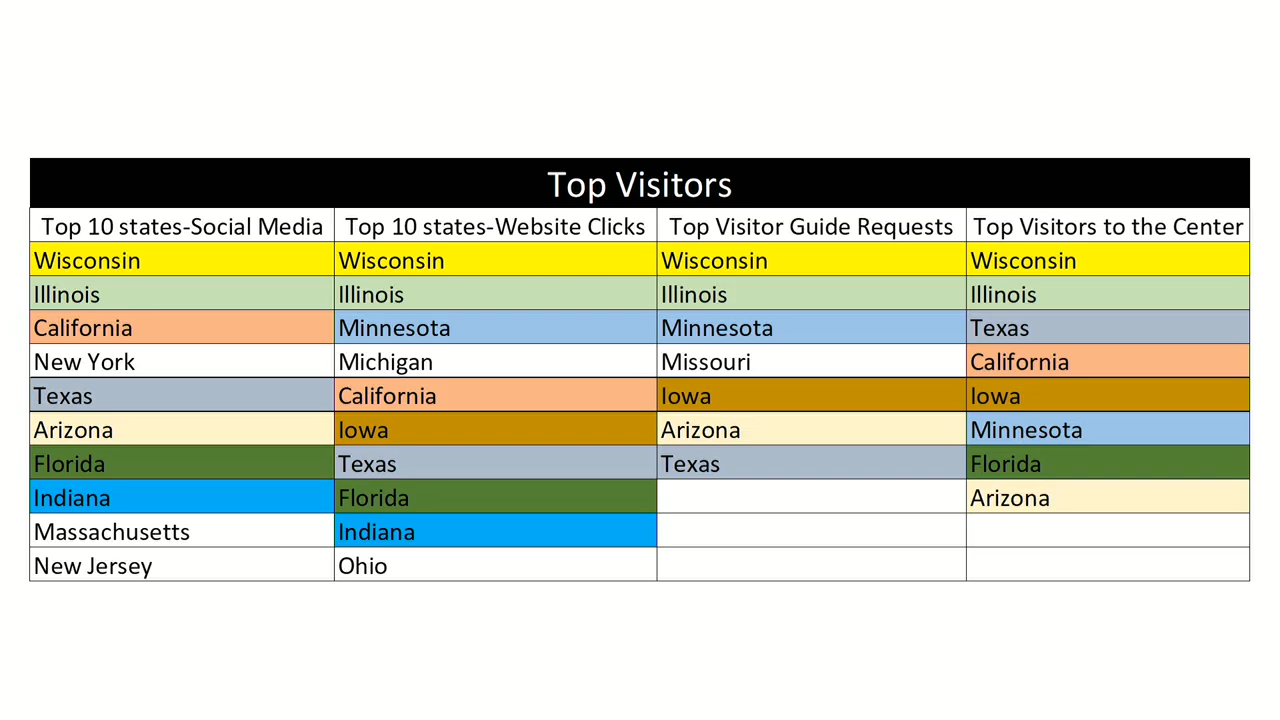 Top Visitors
Top 10 states-Social Media Top 10 states-Website Clicks Top Visitor Guide Requests Top Visitors to the Center
Wisconsin Wisconsin Wisconsin Wisconsin
Illinois Illinois Illinois Illinois
California Minnesota Minnesota Texas
New York Michigan Missouri California
Texas California Iowa Iowa
Arizona Iowa Arizona Minnesota
Florida Texas Texas Florida
Indiana Florida Arizona
Massachusetts Indiana
New Jersey Ohio